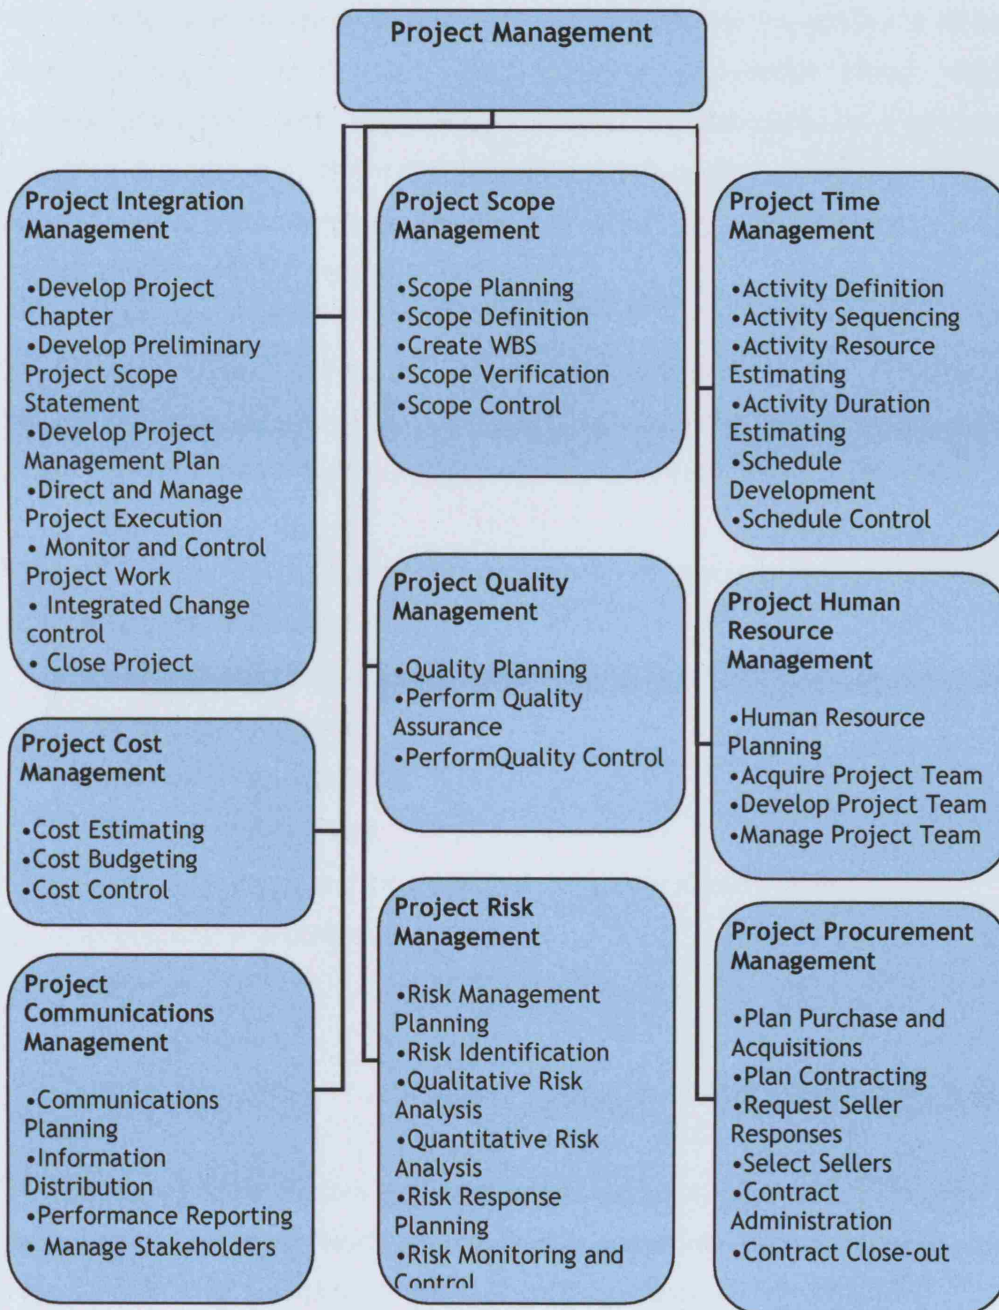 Project Management
Project Integration
Management
•Develop Project
Chapter
•Develop Preliminary
Project Scope
Statement
•Develop Project
Management Plan
•Direct and Manage
Project Execution
• Monitor and Control
Project Work
• Integrated Change
control
• Close Project
Project Scope
Management
•Scope Planning
•Scope Definition
•Create WBS
•Scope Verification
•Scope Control
Project Time
Management
•Activity Definition
•Activity Sequencing
•Activity Resource
Estimating
•Activity Duration
Estimating
•Schedule
Development
•Schedule Control
Project Cost
Management
•Cost Estimating
•Cost Budgeting
•Cost Control
Project Quality
Management
•Quality Planning
•Perform Quality
Assurance
•PerformQuality Control
Project Human
Resource
Management
•Human Resource
Planning
•Acquire Project Team
•Develop Project Team
•Manage Project Team
Project
Communications
Management
•Communications
Planning
•Information
Distribution
•Performance Reporting
• Manage Stakeholders
Project Risk
Management
•Risk Management
Planning
•Risk Identification
•Qualitative Risk
Analysis
•Quantitative Risk
Analysis
•Risk Response
Planning
•Risk Monitoring and
Control
Project Procurement
Management
•Plan Purchase and
Acquisitions
•Plan Contracting
•Request Seller
Responses
•Select Sellers
•Contract
Administration
•Contract Close-out